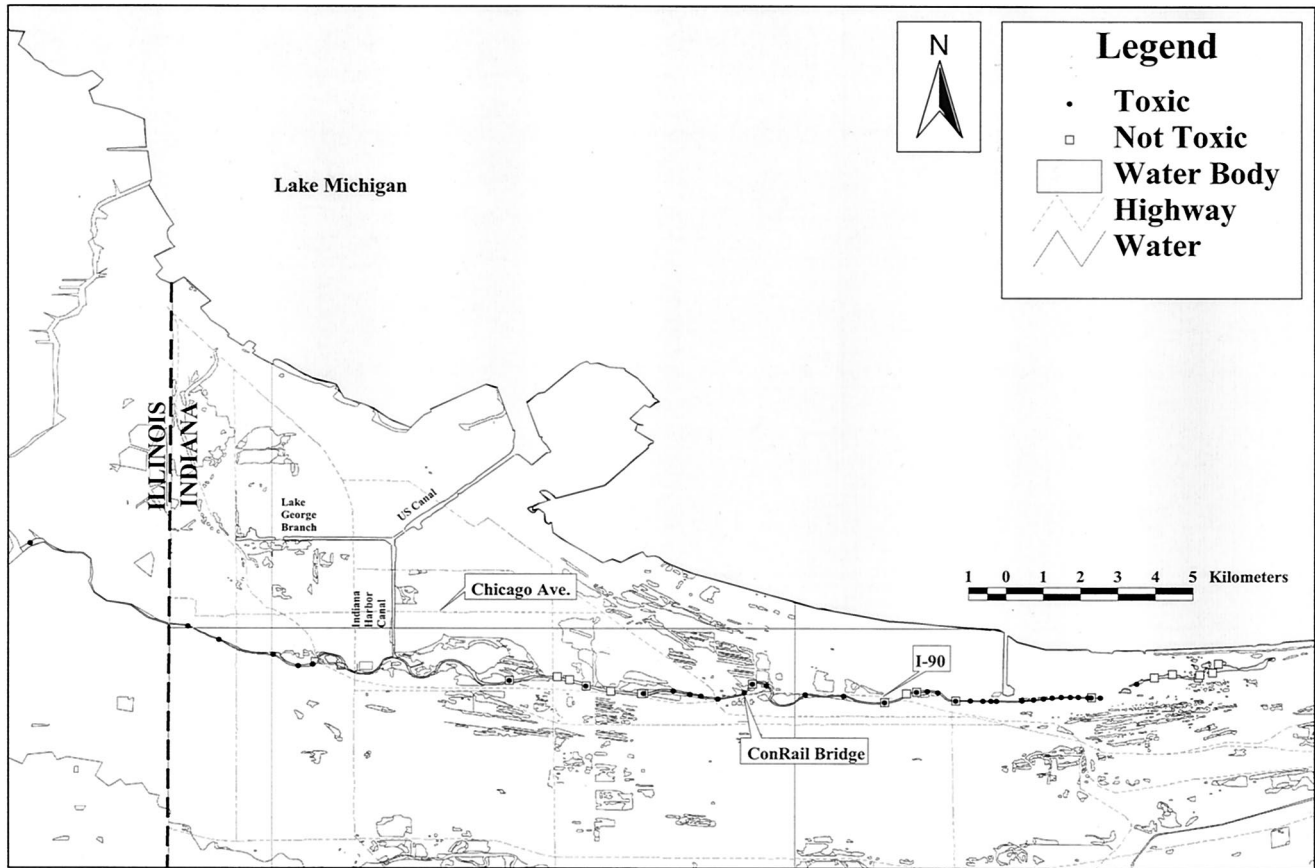 N
Legend
Toxic
Not Toxic
Water Body
Highway
Water
Lake Michigan
ILLINOIS
INDIANA
Lake
George
Branch
US Canal
Indiana
Harbor
Canal
Chicago Ave.
1 0 1 2 3 4 5 Kilometers
I-90
ConRail Bridge